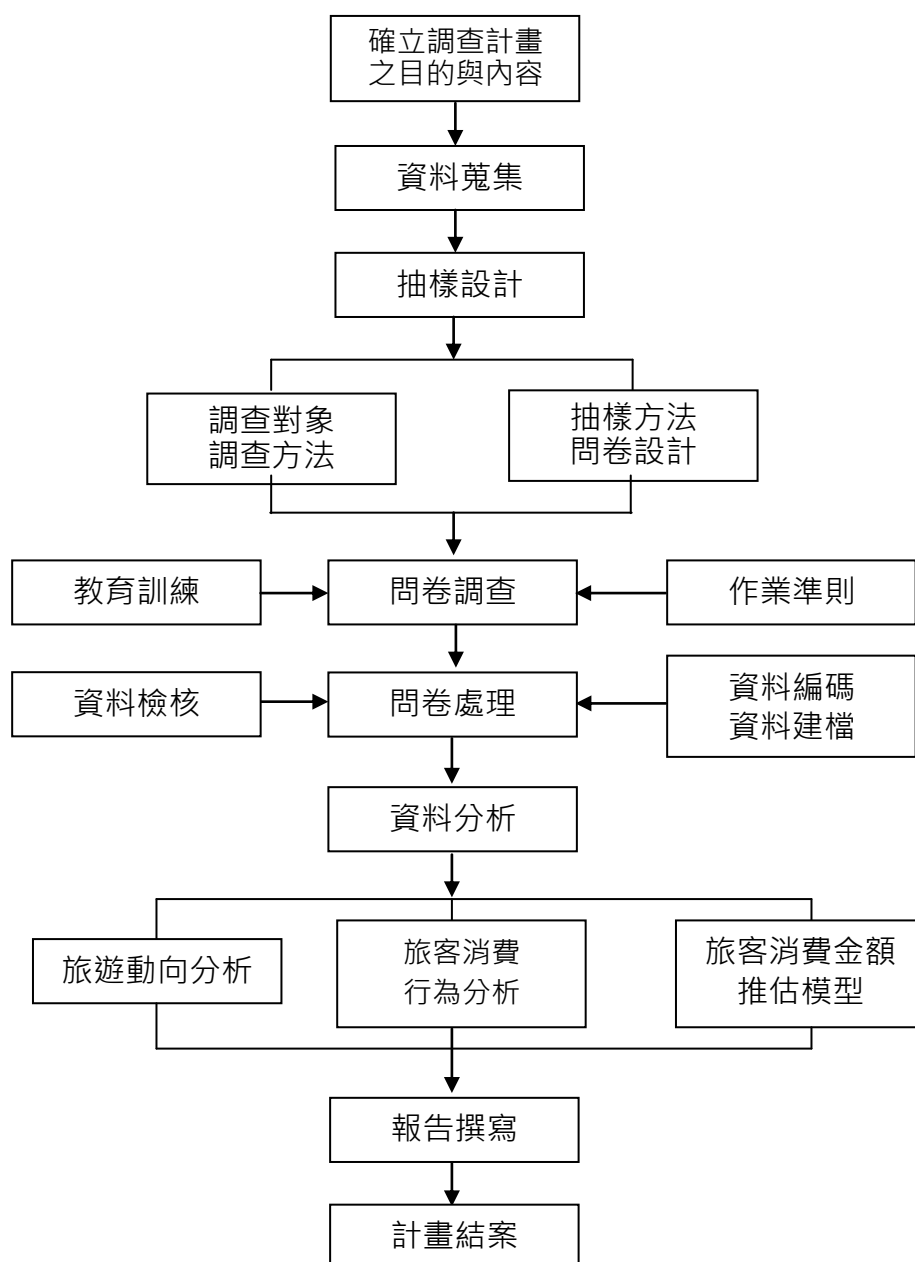 確立調查計畫
之目的與內容
資料蒐集
抽樣設計
調查對象
調查方法
抽樣方法
問卷設計
教育訓練
問卷調查
作業準則
資料檢核
問卷處理
資料編碼
資料建檔
資料分析
旅遊動向分析
旅客消費
行為分析
旅客消費金額
推估模型
報告撰寫
計畫結案